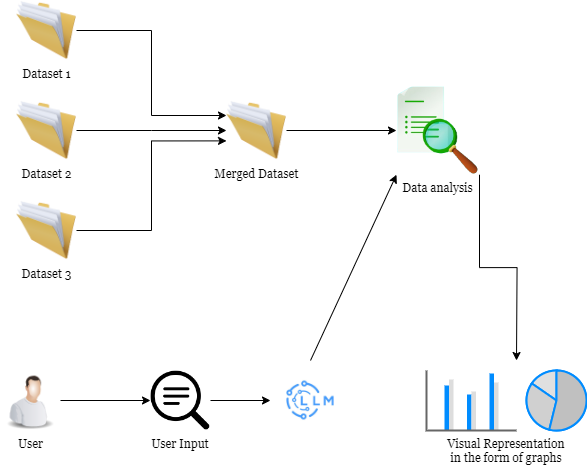 Dataset 1
Dataset 2
Merged Dataset
Data analysis
Dataset 3
LLM
User
User Input
Visual Representation
in the form of graphs